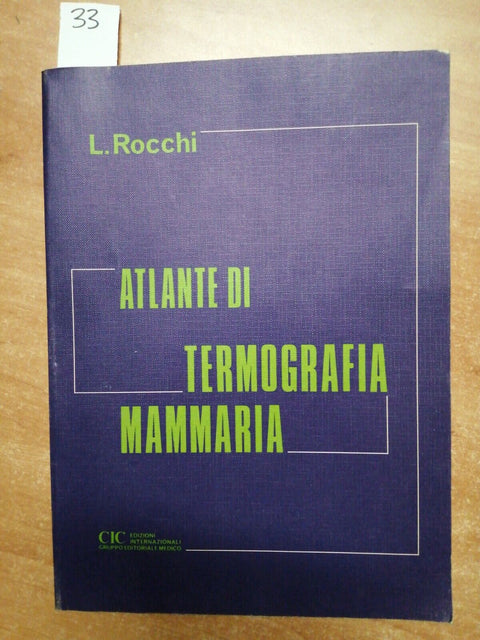 33
L.Rocchi
ATLANTE DI
TERMOGRAFIA
MAMMARIA
CIC EDIZIONI
INTERNAZIONALI
GRUPPO EDITORIALE MEDICO